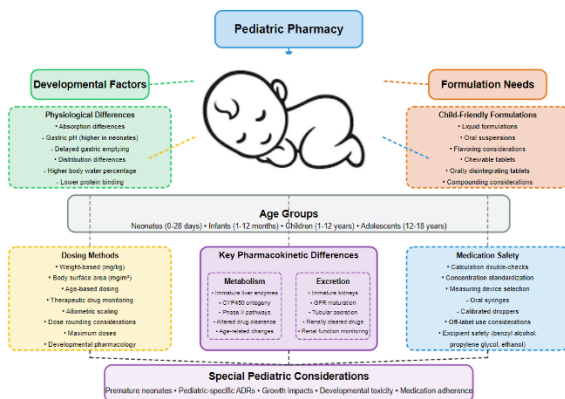 Pediatric Pharmacy
Developmental Factors
Formulation Needs
Physiological Differences
• Absorption differences
- Gastric pH (higher in neonates)
- Delayed gastric emptying
• Distribution differences
- Higher body water percentage
- Lower protein binding
Child-Friendly Formulations
• Liquid formulations
• Oral suspensions
• Flavoring considerations
• Chewable tablets
• Orally disintegrating tablets
• Compounding considerations
Age Groups
Neonates (0-28 days) • Infants (1-12 months) • Children (1-12 years) • Adolescents (12-18 years)
Dosing Methods
• Weight-based (mg/kg)
• Body surface area (mg/m²)
• Age-based dosing
• Therapeutic drug monitoring
• Allometric scaling
• Dose rounding considerations
• Maximum doses
• Developmental pharmacology
Key Pharmacokinetic Differences
Metabolism
• Immature liver enzymes
• CYP450 ontogeny
• Phase II pathways
• Altered drug clearance
• Age-related changes
Excretion
• Immature kidneys
• GFR maturation
• Tubular secretion
• Renally cleared drugs
• Renal function monitoring
Medication Safety
• Calculation double-checks
• Concentration standardization
• Measuring device selection
- Oral syringes
- Calibrated droppers
• Off-label use considerations
• Excipient safety (benzyl alcohol,
propylene glycol, ethanol)
Special Pediatric Considerations
Premature neonates • Pediatric-specific ADRs • Growth impacts • Developmental toxicity • Medication adherence